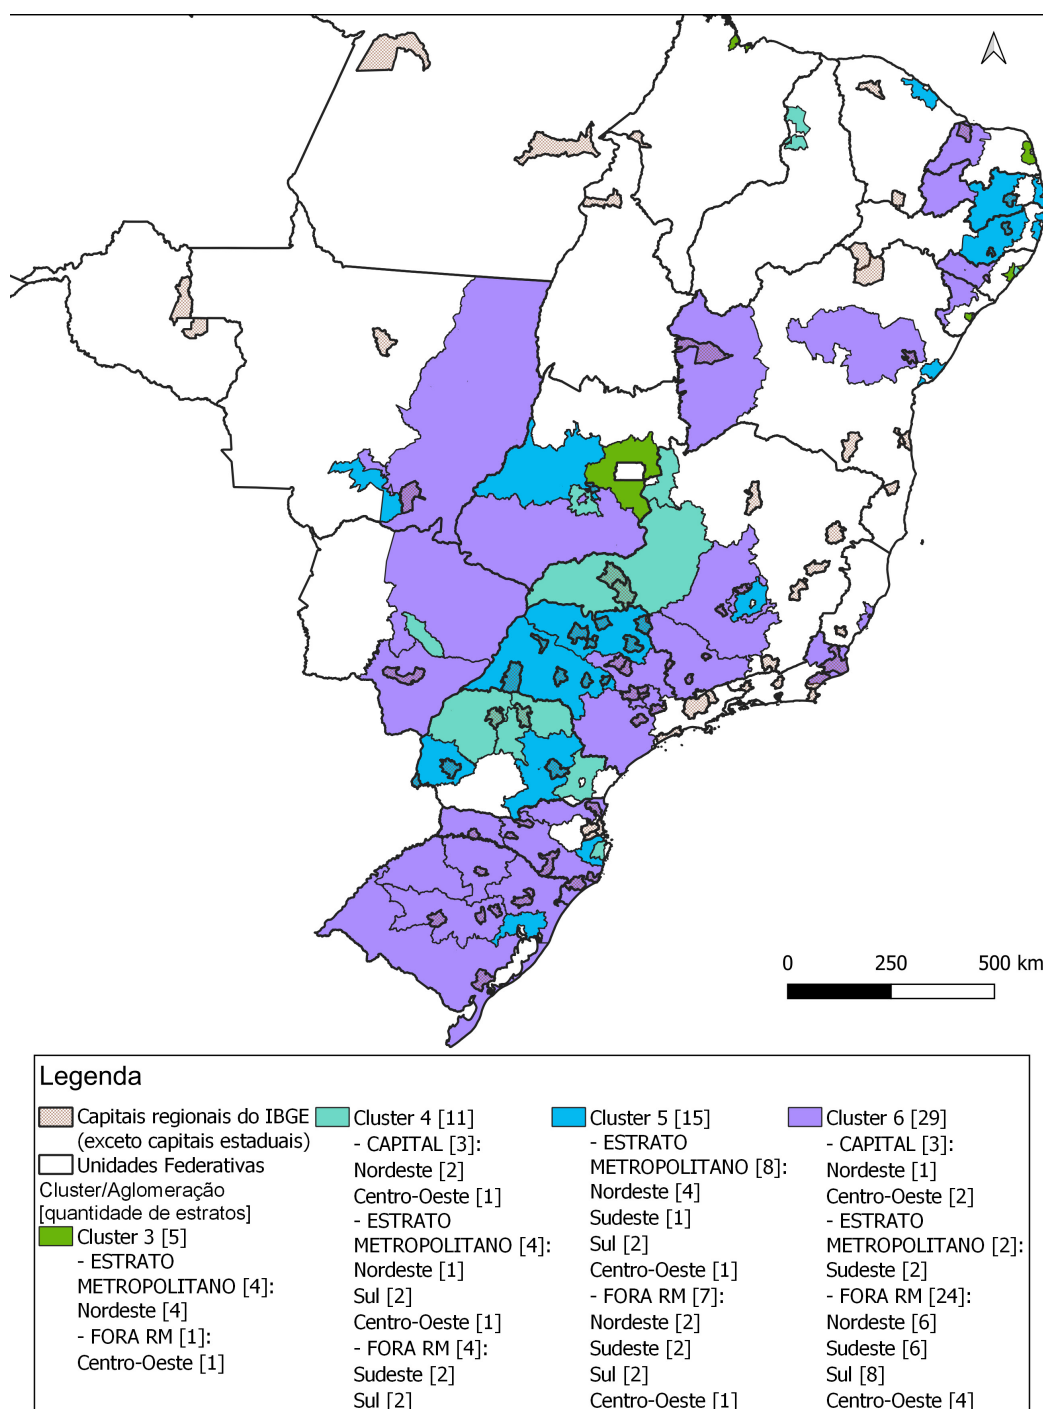 0 250 500 km
Legenda
Capitais regionais do IBGE
(exceto capitais estaduais)
Unidades Federativas
Cluster/Aglomeração
[quantidade de estratos]
Cluster 3 [5]
- ESTRATO
METROPOLITANO [4]:
Nordeste [4]
- FORA RM [1]:
Centro-Oeste [1]
Cluster 4 [11]
- CAPITAL [3]:
Nordeste [2]
Centro-Oeste [1]
- ESTRATO
METROPOLITANO [4]:
Nordeste [1]
Sul [2]
Centro-Oeste [1]
- FORA RM [4]:
Sudeste [2]
Sul [2]
Cluster 5 [15]
- ESTRATO
METROPOLITANO [8]:
Nordeste [4]
Sudeste [1]
Sul [2]
Centro-Oeste [1]
- FORA RM [7]:
Nordeste [2]
Sudeste [2]
Sul [2]
Centro-Oeste [1]
Cluster 6 [29]
- CAPITAL [3]:
Nordeste [1]
Centro-Oeste [2]
- ESTRATO
METROPOLITANO [2]:
Sudeste [2]
- FORA RM [24]:
Nordeste [6]
Sudeste [6]
Sul [8]
Centro-Oeste [4]